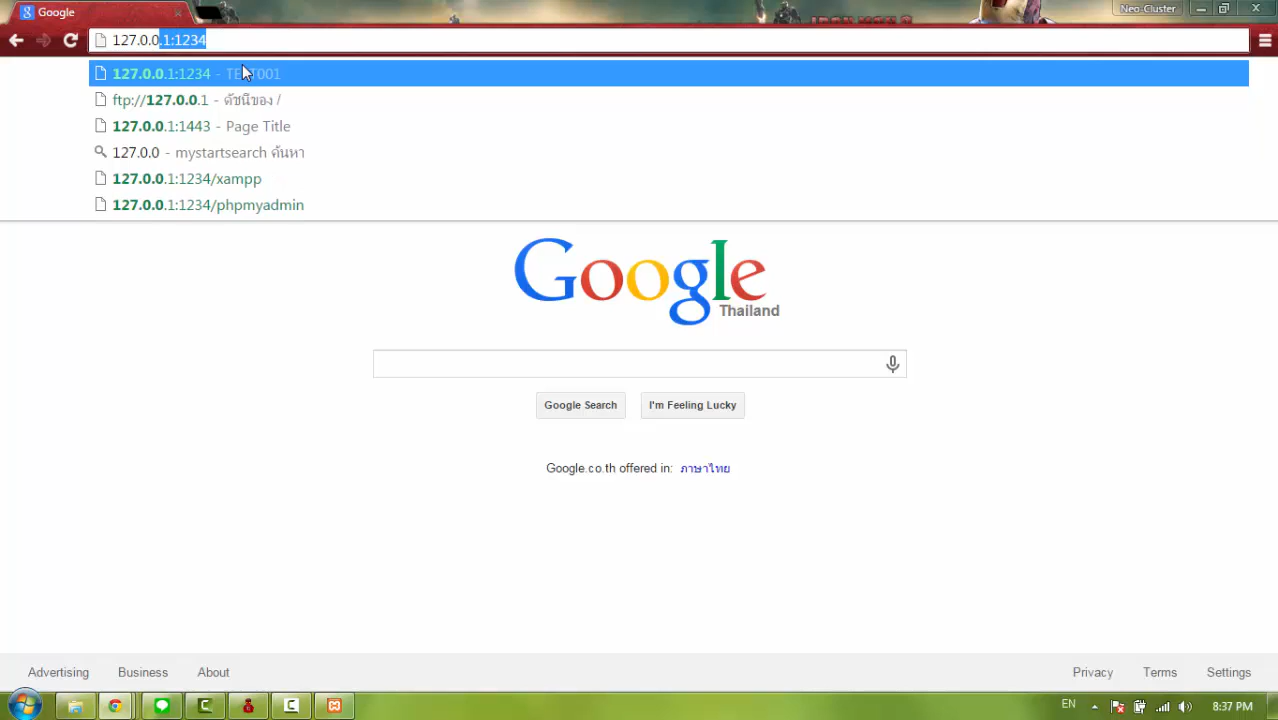 Google
Neo-Cluster
127.0.0.1:1234
127.0.0.1:1234 - TEST001
ftp://127.0.0.1 - ดัชนีของ /
127.0.0.1:1443 - Page Title
127.0.0 - mystartsearch ค้นหา
127.0.0.1:1234/xampp
127.0.0.1:1234/phpmyadmin
Google
Thailand
Google Search
I'm Feeling Lucky
Google.co.th offered in: ภาษาไทย
Advertising
Business
About
Privacy
Terms
Settings
EN
8:37 PM